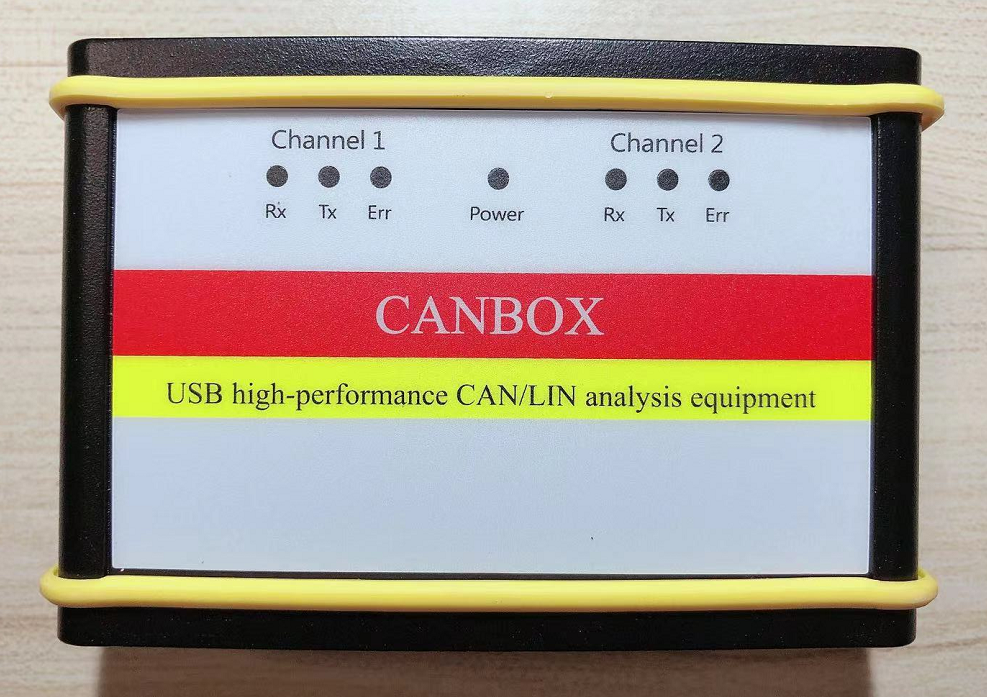 Channel 1
Channel 2
Rx Tx Err
Power
Rx Tx Err
CANBOX
USB high-performance CAN/LIN analysis equipment